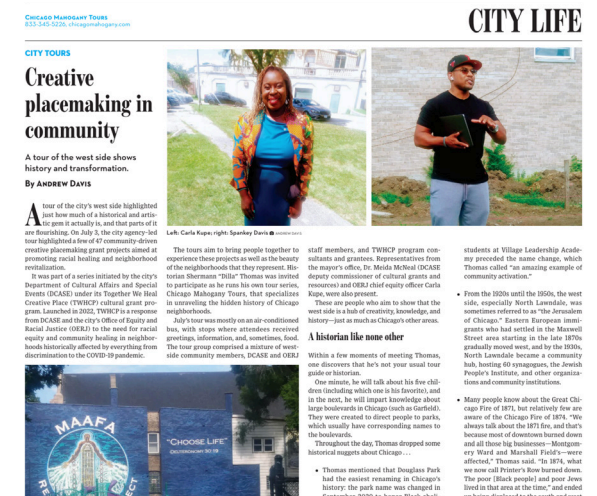 CHICAGO MAHOGANY TOURS
833-345-5226, chicagomahogany.com
CITY LIFE
CITY TOURS
Creative
placemaking in
community
A tour of the west side shows
history and transformation.
By ANDREW DAVIS
A tour of the city's west side highlighted
just how much of a historical and artis-
tic gem it actually is, and that parts of it
are flourishing. On July 3, the city agency-led
tour highlighted a few of 47 community-driven
creative placemaking grant projects aimed at
promoting racial healing and neighborhood
revitalization.
It was part of a series initiated by the city's
Department of Cultural Affairs and Special
Events (DCASE) under its Together We Heal
Creative Place (TWHCP) cultural grant pro-
gram. Launched in 2022, TWHCP is a response
from DCASE and the city's Office of Equity and
Racial Justice (OERJ) to the need for racial
equity and community healing in neighbor-
hoods historically affected by everything from
discrimination to the COVID-19 pandemic.
Left: Carla Kupe; right: Spankey Davis ANDREW DAVIS
The tours aim to bring people together to
experience these projects as well as the beauty
of the neighborhoods that they represent. His-
torian Shermann "Dilla" Thomas was invited
to participate as he runs his own tour series,
Chicago Mahogany Tours, that specializes
in unraveling the hidden history of Chicago
neighborhoods.
July's tour was mostly on an air-conditioned
bus, with stops where attendees received
greetings, information, and, sometimes, food.
The tour group comprised a mixture of west-
side community members, DCASE and OERJ
staff members, and TWHCP program con-
sultants and grantees. Representatives from
the mayor's office, Dr. Meida McNeal (DCASE
deputy commissioner of cultural grants and
resources) and OERJ chief equity officer Carla
Kupe, were also present.
These are people who aim to show that the
west side is a hub of creativity, knowledge, and
history—just as much as Chicago's other areas.
A historian like none other
Within a few moments of meeting Thomas,
one discovers that he's not your usual tour
guide or historian.
One minute, he will talk about his five chil-
dren (including which one is his favorite), and
in the next, he will impart knowledge about
large boulevards in Chicago (such as Garfield).
They were created to direct people to parks,
which usually have corresponding names to
the boulevards.
Throughout the day, Thomas dropped some
historical nuggets about Chicago . . .
• Thomas mentioned that Douglass Park
had the easiest renaming in Chicago's
history: the park name was changed in
students at Village Leadership Acade-
my preceded the name change, which
Thomas called "an amazing example of
community activation."
• From the 1920s until the 1950s, the west
side, especially North Lawndale, was
sometimes referred to as "the Jerusalem
of Chicago." Eastern European immi-
grants who had settled in the Maxwell
Street area starting in the late 1870s
gradually moved west, and by the 1930s,
North Lawndale became a community
hub, hosting 60 synagogues, the Jewish
People's Institute, and other organiza-
tions and community institutions.
• Many people know about the Great Chi-
cago Fire of 1871, but relatively few are
aware of the Chicago Fire of 1874. "We
always talk about the 1871 fire, and that's
because most of downtown burned down
and all those big businesses—Montgom-
ery Ward and Marshall Field's—were
affected," Thomas said. "In 1874, what
we now call Printer's Row burned down.
The poor [Black people] and poor Jews
lived in that area at the time," and ended
MAAFA
"CHOOSE LIFE"